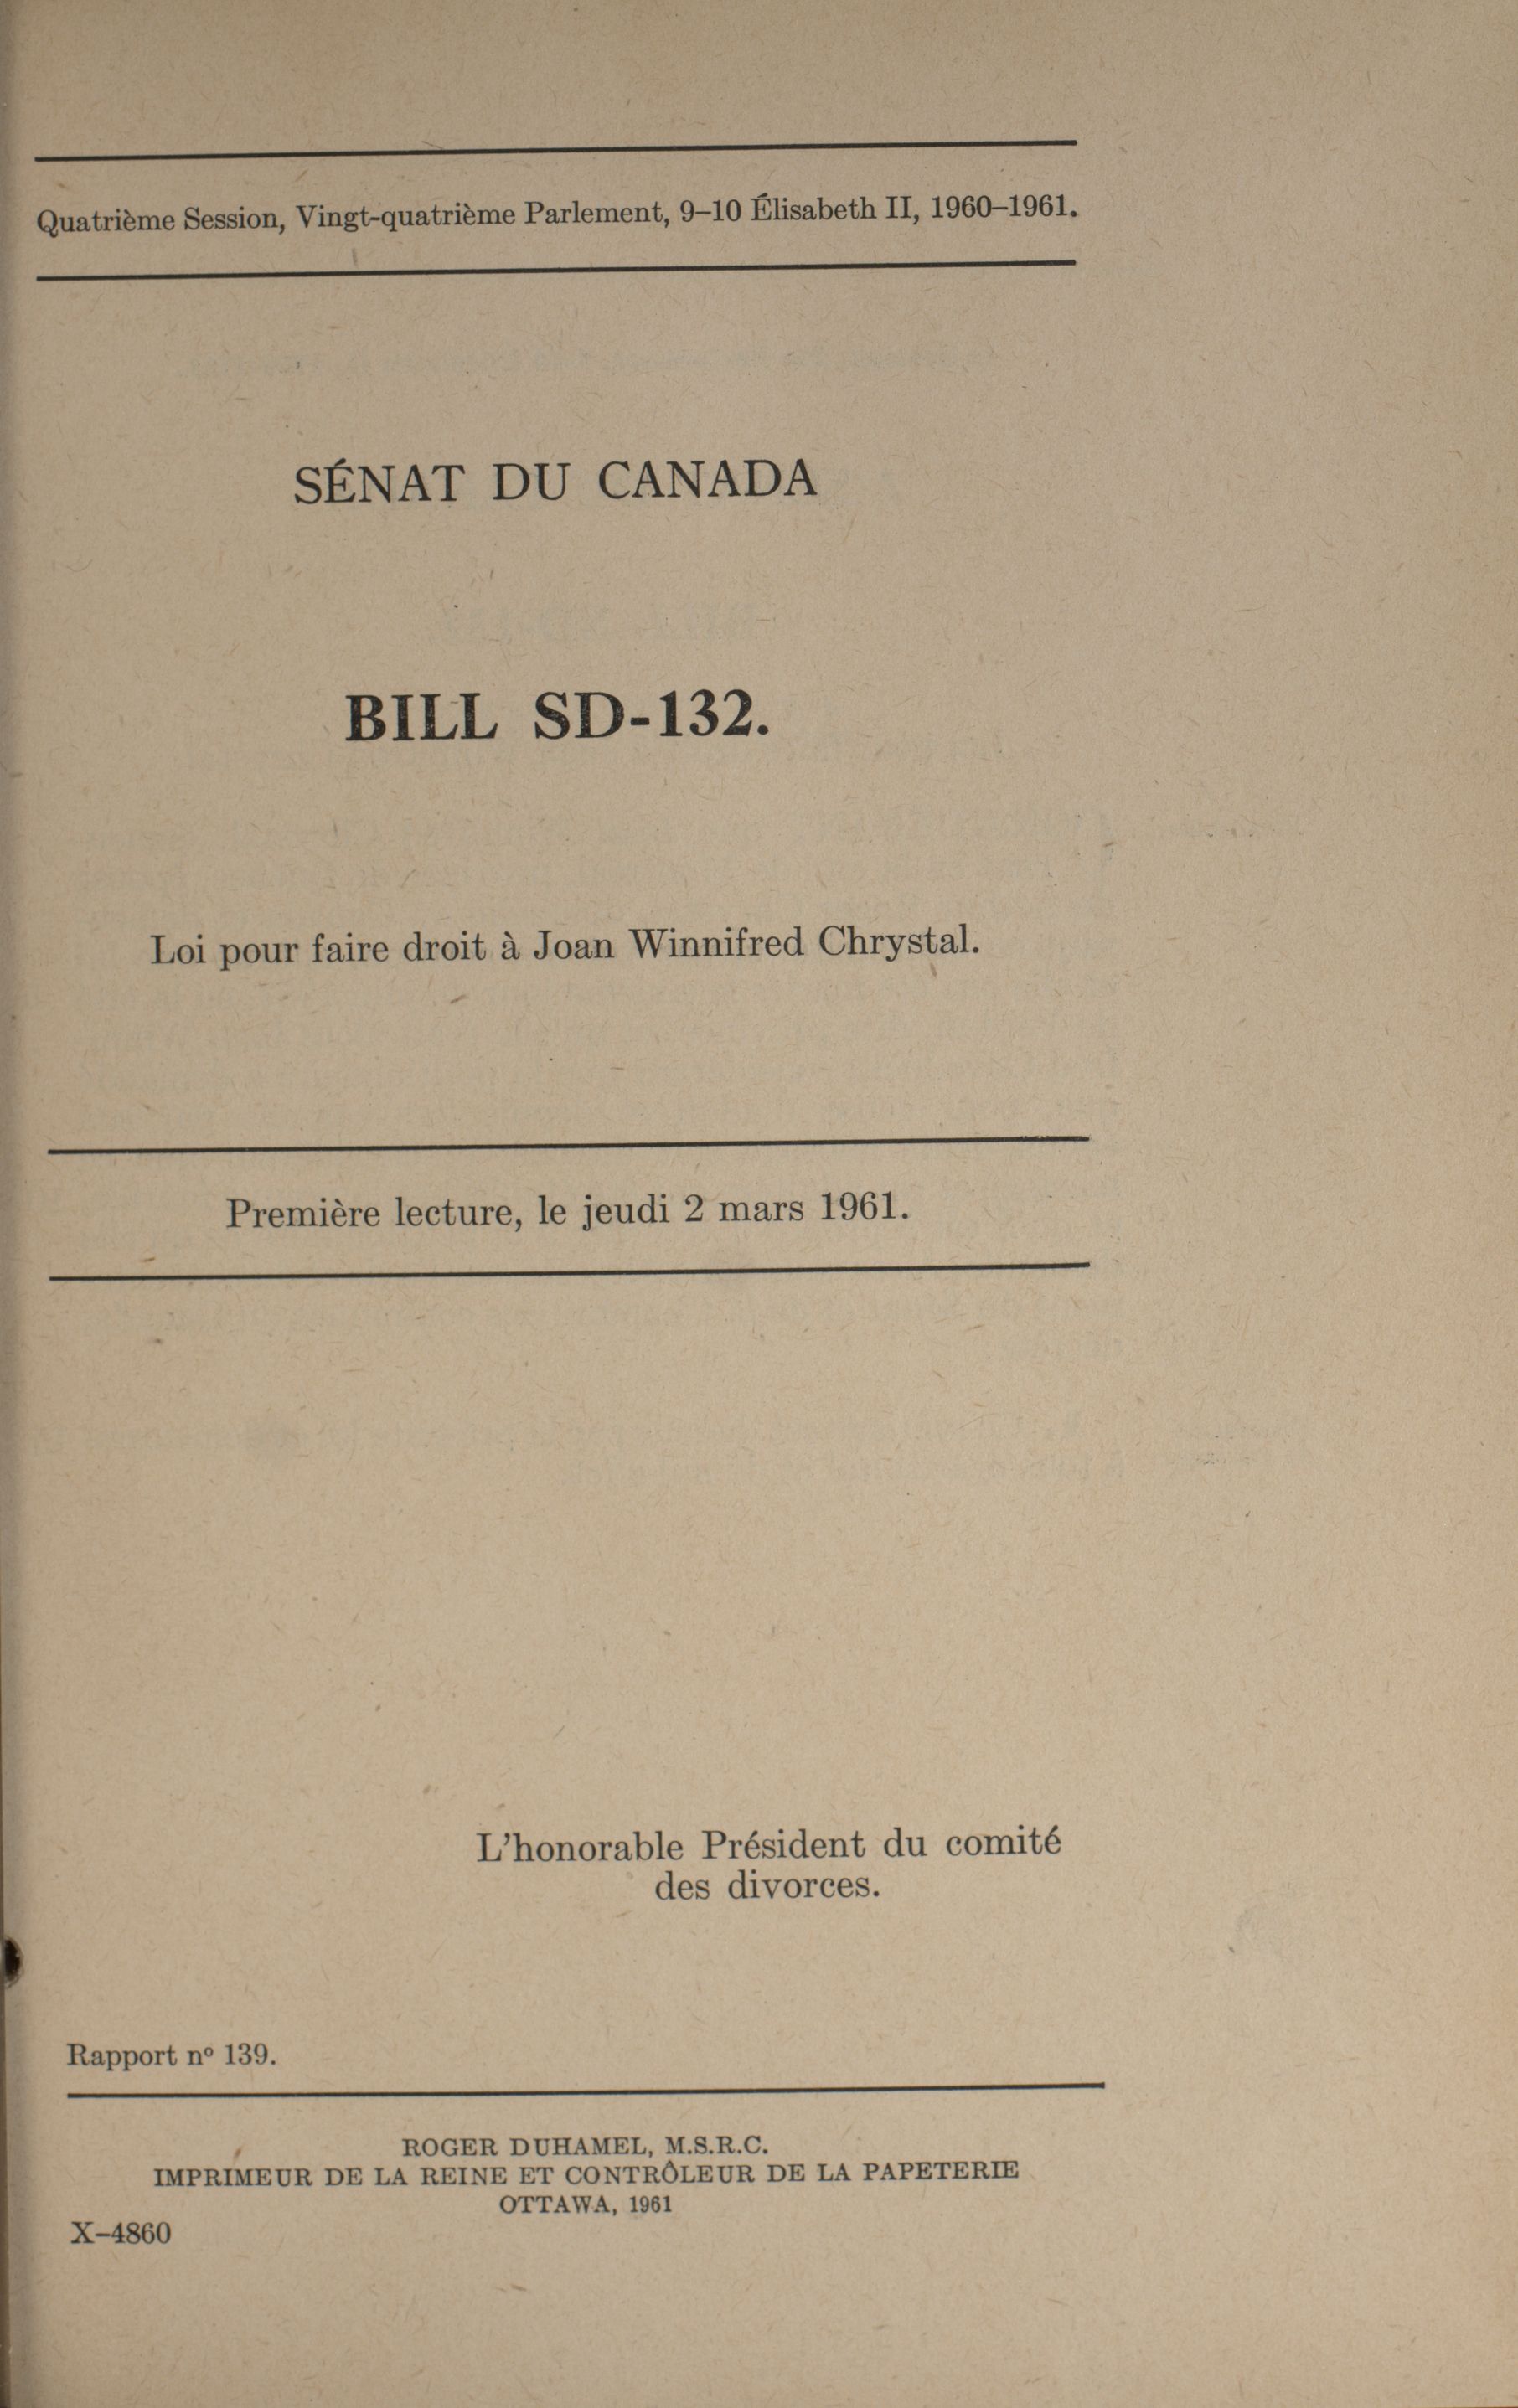 Quatrième Session, Vingt-quatrième Parlement, 9–10 Élisabeth II, 1960–1961.
SÉNAT DU CANADA
BILL SD-132.
Loi pour faire droit à Joan Winnifred Chrystal.
Première lecture, le jeudi 2 mars 1961.
L'honorable Président du comité
des divorces.
Rapport nº 139.
ROGER DUHAMEL, M.S.R.C.
IMPRIMEUR DE LA REINE ET CONTRÔLEUR DE LA PAPETERIE
OTTAWA, 1961
X–4860